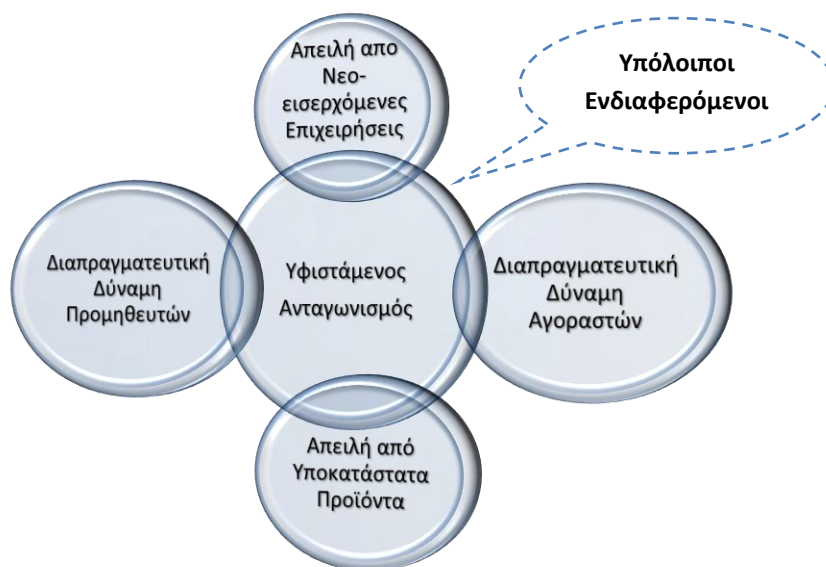 Απειλή απο
Νεο-
εισερχόμενες
Επιχειρήσεις
Υπόλοιποι
Ενδιαφερόμενοι
Διαπραγματευτική
Δύναμη
Προμηθευτών
Υφιστάμενος
Ανταγωνισμός
Διαπραγματευτική
Δύναμη
Αγοραστών
Απειλή από
Υποκατάστατα
Προϊόντα